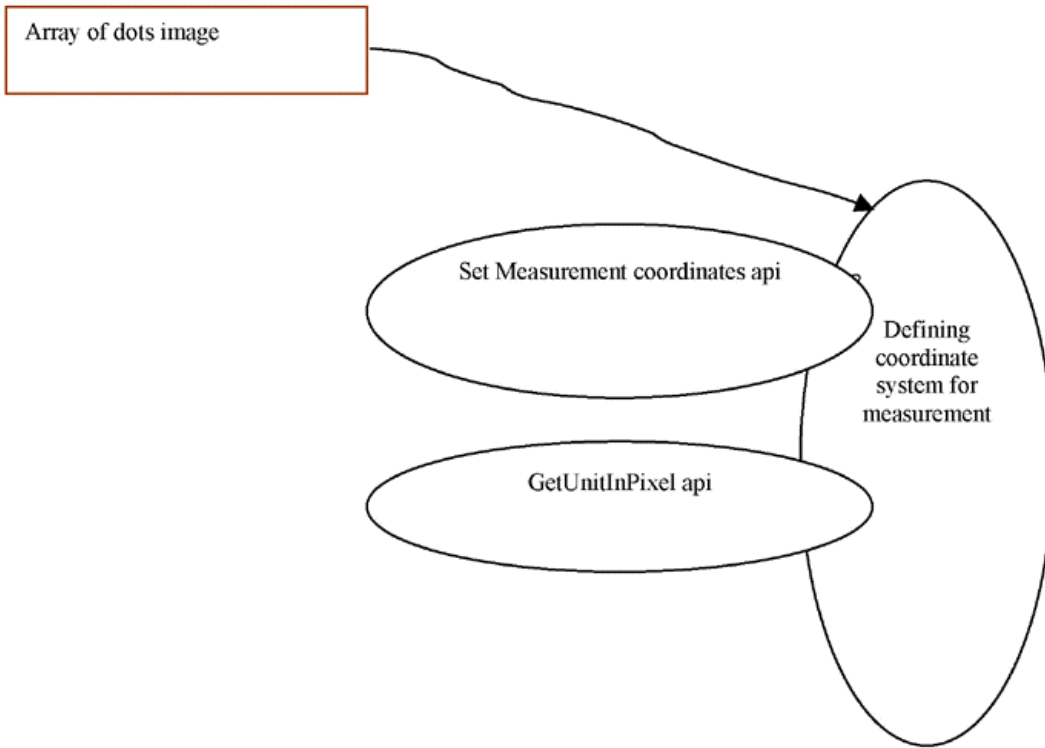 Array of dots image
Set Measurement coordinates api
Defining
coordinate
system for
measurement
GetUnitInPixel api